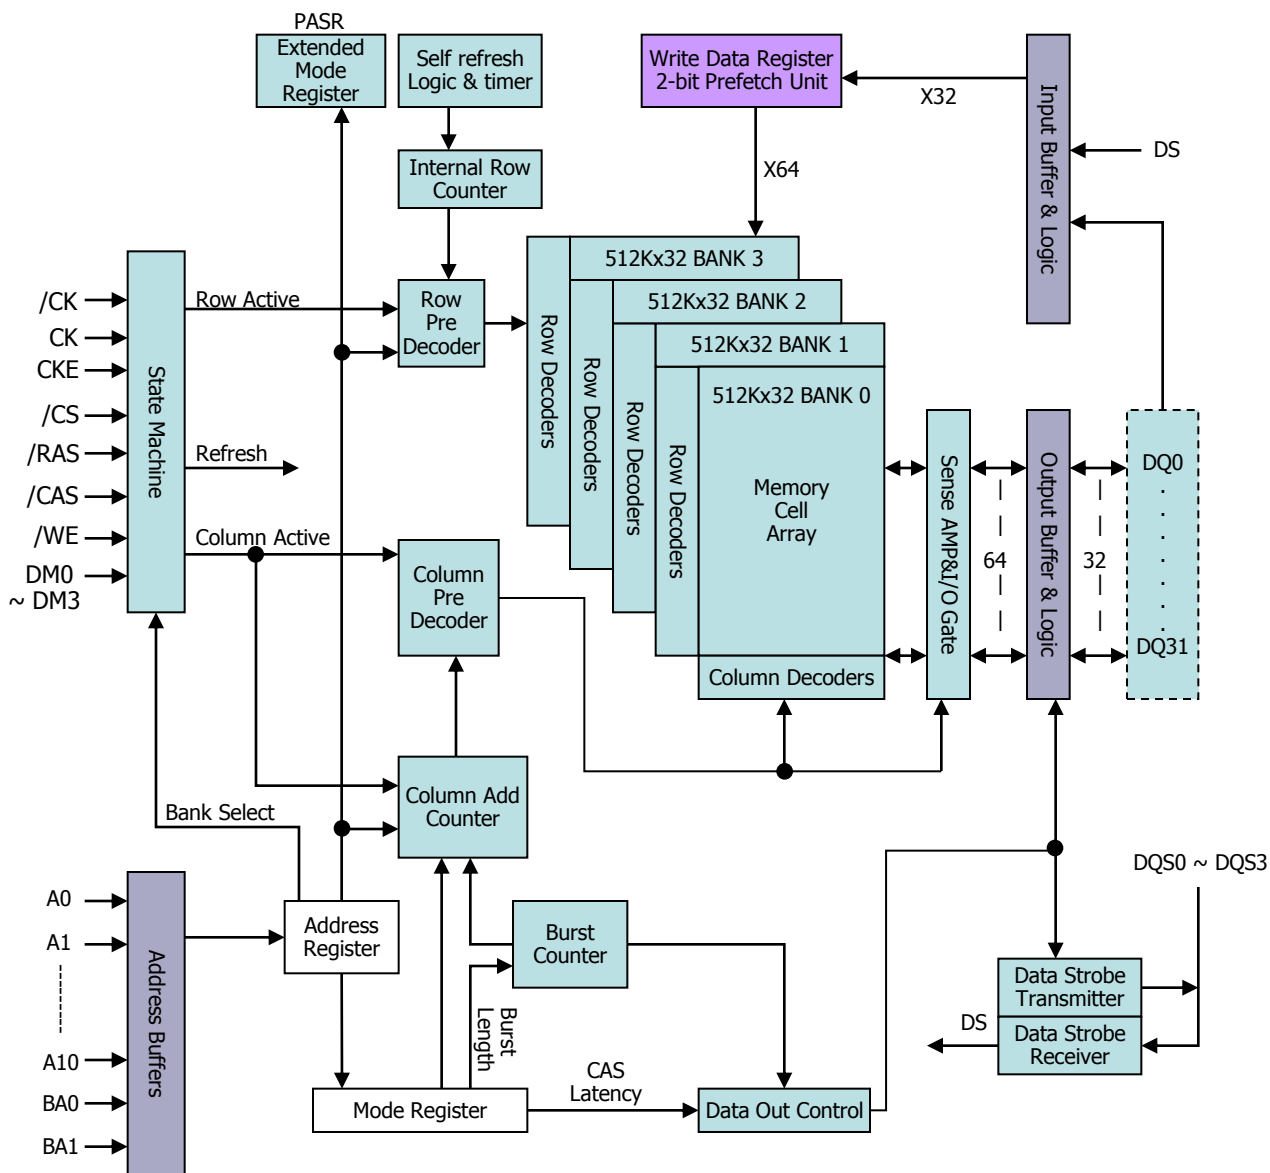 PASR
Extended
Mode
Register
Self refresh
Logic & timer
Write Data Register
2-bit Prefetch Unit
X32
Input Buffer & Logic
DS
Internal Row
Counter
X64
512Kx32 BANK 3
512Kx32 BANK 2
512Kx32 BANK 1
512Kx32 BANK 0
Row Decoders
Row Decoders
Row Decoders
Row Decoders
Memory
Cell
Array
Column Decoders
Row
Pre
Decoder
/CK
CK
CKE
/CS
/RAS
/CAS
/WE
DM0
~ DM3
State Machine
Row Active
Refresh
Column Active
Column
Pre
Decoder
Sense AMP&I/O Gate
64
Output Buffer & Logic
32
DQ0
DQ31
Column Add
Counter
Bank Select
A0
A1
A10
BA0
BA1
Address Buffers
Address
Register
Burst
Counter
Burst
Length
Mode Register
CAS
Latency
Data Out Control
DQS0 ~ DQS3
Data Strobe
Transmitter
Data Strobe
Receiver
DS